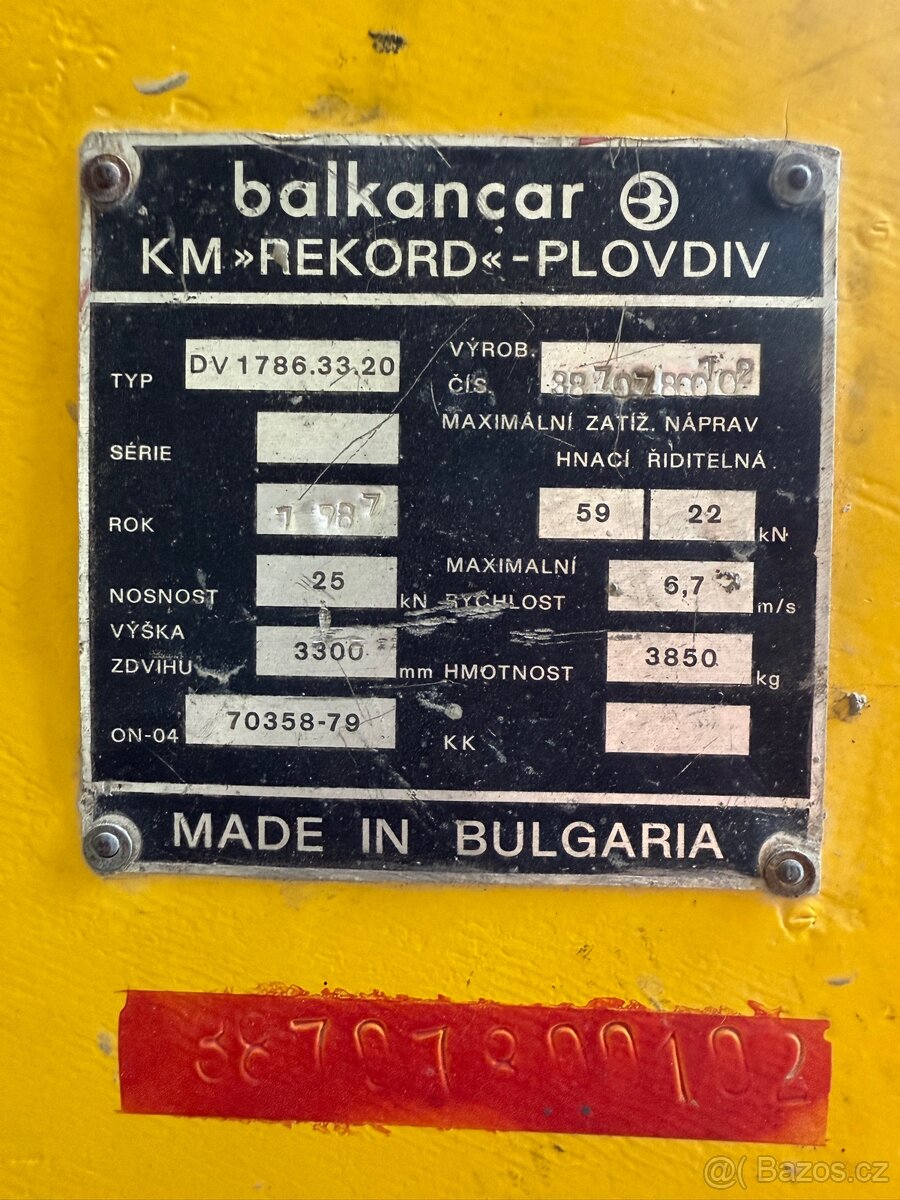 balkançar
KM »REKORD« -PLOVDIV
TYP DV 1786.33.20
VÝROB.
ČÍS.
SÉRIE
MAXIMÁLNÍ ZATÍŽ. NÁPRAV
HNACÍ ŘIDITELNÁ
ROK 1987
59 22 kN
NOSNOST 25 kN
MAXIMALNÍ
RYCHLOST 6,7 m/s
VÝŠKA
ZDVIHU 3300 mm
HMOTNOST 3850 kg
ON-04 70358-79
KK
MADE IN BULGARIA
@( Bazos.cz